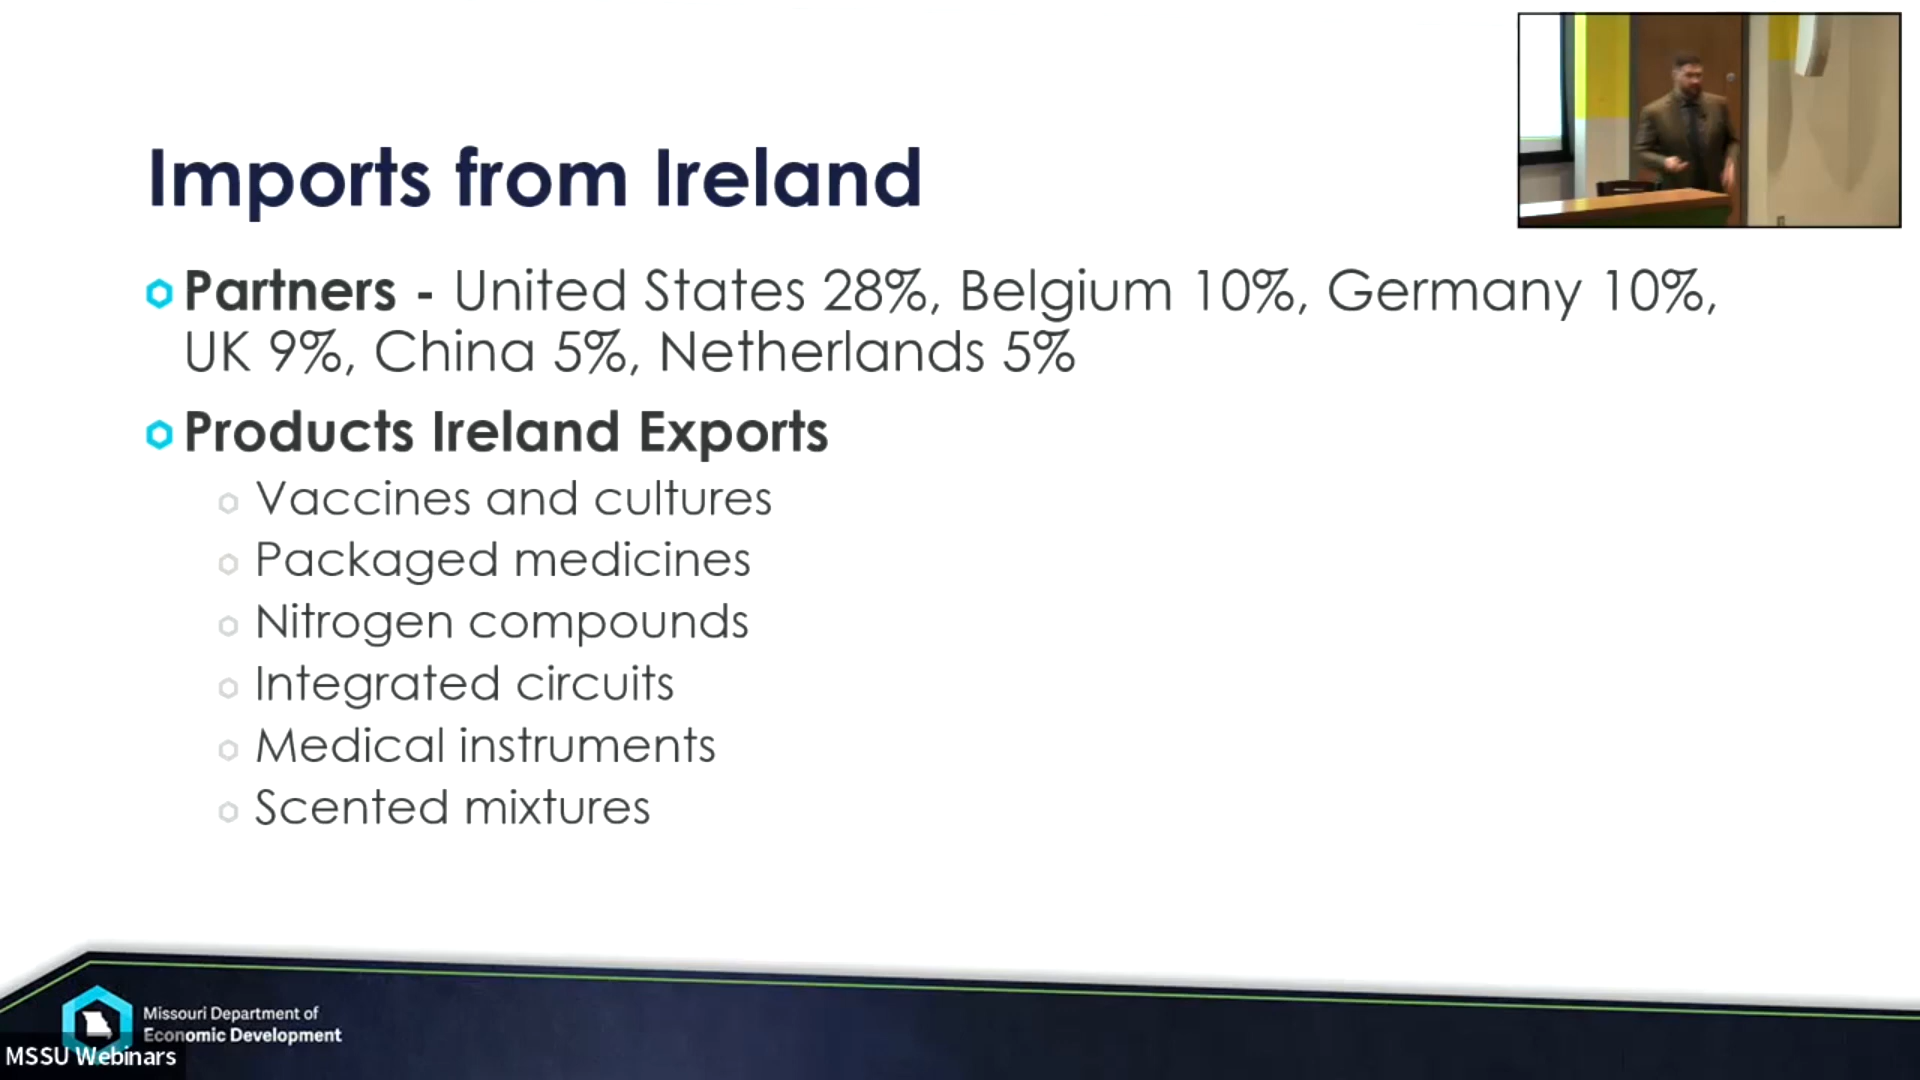 Imports from Ireland
Partners - United States 28%, Belgium 10%, Germany 10%,
UK 9%, China 5%, Netherlands 5%
Products Ireland Exports
Vaccines and cultures
Packaged medicines
Nitrogen compounds
Integrated circuits
Medical instruments
Scented mixtures
Missouri Department of
Economic Development
MSSU Webinars